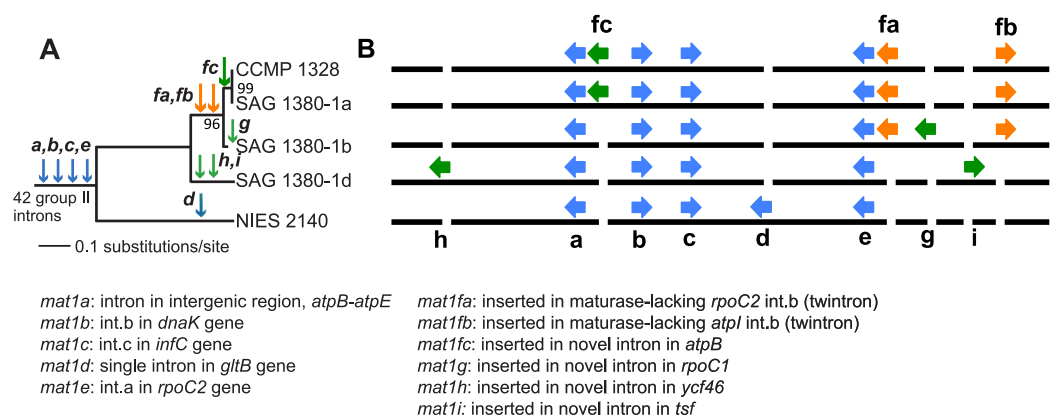 A
B
fc
fa
fb
fc
CCMP 1328
99
fa,fb
SAG 1380-1a
96
g
SAG 1380-1b
a,b,c,e
h,i
SAG 1380-1d
42 group II
introns
d
NIES 2140
0.1 substitutions/site
h
a
b
c
d
e
g
i
mat1a: intron in intergenic region, atpB-atpE
mat1b: int.b in dnaK gene
mat1c: int.c in infC gene
mat1d: single intron in gltB gene
mat1e: int.a in rpoC2 gene
mat1fa: inserted in maturase-lacking rpoC2 int.b (twintron)
mat1fb: inserted in maturase-lacking atpI int.b (twintron)
mat1fc: inserted in novel intron in atpB
mat1g: inserted in novel intron in rpoC1
mat1h: inserted in novel intron in ycf46
mat1i: inserted in novel intron in tsf